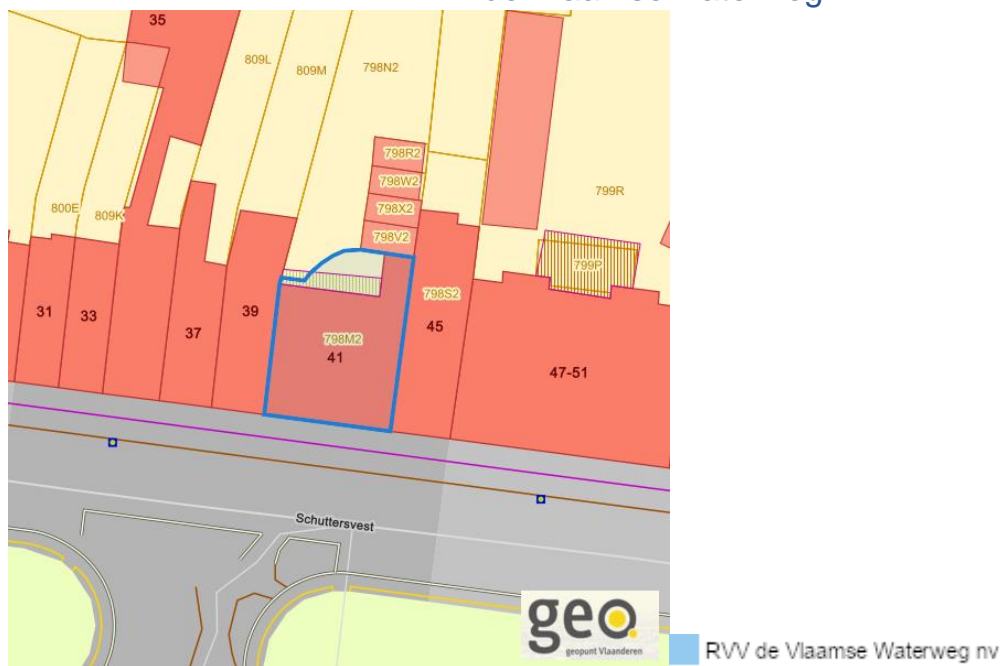 35
809L
809M
798N2
798R2
798W2
798X2
798V2
799R
800E
809K
799P
798S2
31
33
37
39
798M2
41
45
47-51
Schuttersvest
geo.
geopunt Vlaanderen
RVV de Vlaamse Waterweg nv